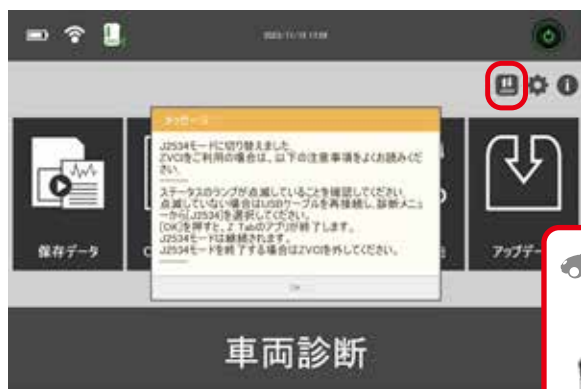 メッセージ
J2534モードに切り替えました。
ZVCIをご利用の場合は、以下の注意事項をよくお読みくだ
さい。
ステータスのランプが点滅していることを確認してください。
点滅していない場合はUSBケーブルを再接続し、診断メニュ
ーから[J2534]を選択してください。
[OK]を押すと、Z Tabのアプリが終了します。
J2534モードは継続されます。
J2534モードを終了する場合はZVCIを外してください。
OK
保存データ
アップデー
車両診断